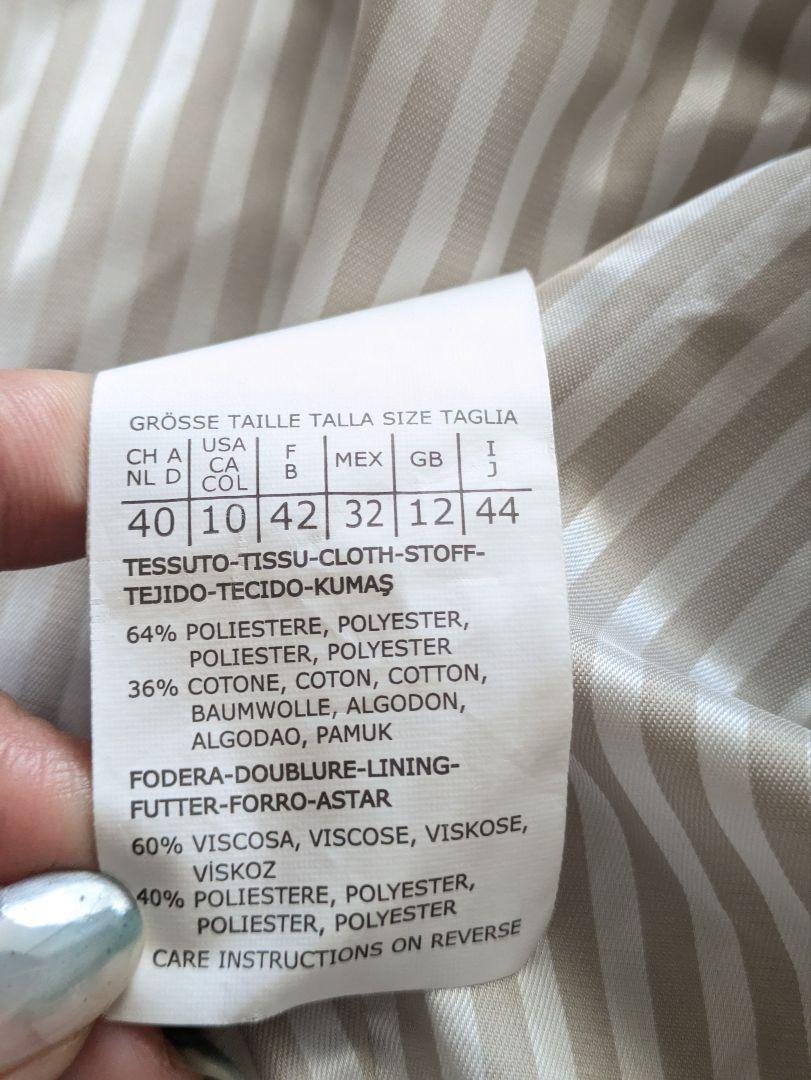 GRÖSSE TAILLE TALLA SIZE TAGLIA
CH A NL D | USA CA COL | F B | MEX | GB | I J
40 | 10 | 42 | 32 | 12 | 44
TESSUTO-TISSU-CLOTH-STOFF-
TEJIDO-TECIDO-KUMAŞ
64% POLIESTERE, POLYESTER,
POLIESTER, POLYESTER
36% COTONE, COTON, COTTON,
BAUMWOLLE, ALGODON,
ALGODAO, PAMUK
FODERA-DOUBLURE-LINING-
FUTTER-FORRO-ASTAR
60% VISCOSA, VISCOSE, VISKOSE,
VİSKOZ
40% POLIESTERE, POLYESTER,
POLIESTER, POLYESTER
CARE INSTRUCTIONS ON REVERSE